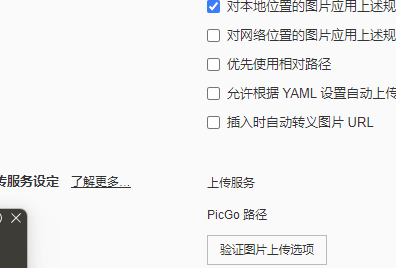 对本地位置的图片应用上述规
对网络位置的图片应用上述规
优先使用相对路径
允许根据 YAML 设置自动上传
插入时自动转义图片 URL
传服务设定 了解更多...
上传服务
PicGo 路径
验证图片上传选项